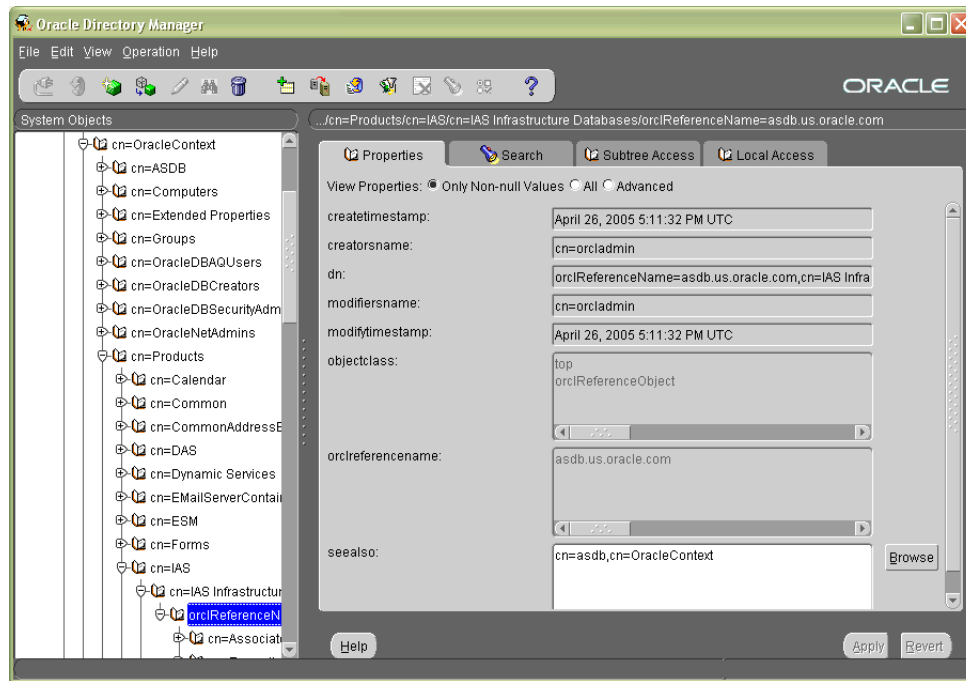 Oracle Directory Manager
File Edit View Operation Help
ORACLE
System Objects
.../cn=Products/cn=IAS/cn=IAS Infrastructure Databases/orclReferenceName=asdb.us.oracle.com
cn=OracleContext
cn=ASDB
cn=Computers
cn=Extended Properties
cn=Groups
cn=OracleDBAQUsers
cn=OracleDBCreators
cn=OracleDBSecurityAdm
cn=OracleNetAdmins
cn=Products
cn=Calendar
cn=Common
cn=CommonAddressB
cn=DAS
cn=Dynamic Services
cn=EMailServerContai
cn=ESM
cn=Forms
cn=IAS
cn=IAS Infrastructur
orclReferenceN
cn=Associat
Properties Search Subtree Access Local Access
View Properties: Only Non-null Values All Advanced
createtimestamp: April 26, 2005 5:11:32 PM UTC
creatorsname: cn=orcladmin
dn: orclReferenceName=asdb.us.oracle.com,cn=IAS Infra
modifiersname: cn=orcladmin
modifytimestamp: April 26, 2005 5:11:32 PM UTC
objectclass: top
orclReferenceObject
orclreferencename: asdb.us.oracle.com
seealso: cn=asdb,cn=OracleContext Browse
Help Apply Revert